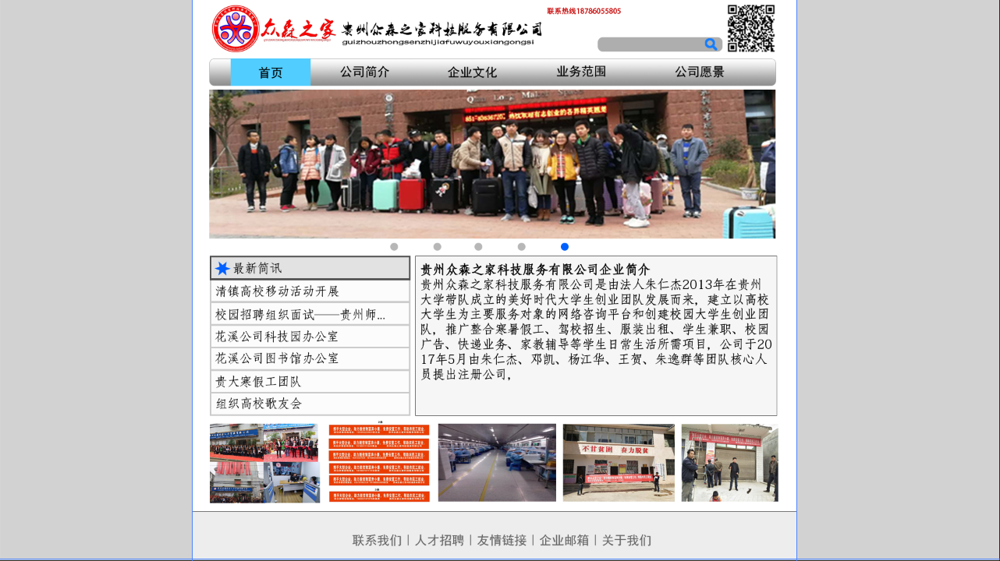 众森之家
贵州众森之家科技服务有限公司
guizhouzhongsenzhijiafuwuyouxiangongsi
联系热线18786055805
首页
公司简介
企业文化
业务范围
公司愿景
最新简讯
清镇高校移动活动开展
校园招聘组织面试——贵州师...
花溪公司科技园办公室
花溪公司图书馆办公室
贵大寒假工团队
组织高校歌友会
贵州众森之家科技服务有限公司企业简介
贵州众森之家科技服务有限公司是由法人朱仁杰2013年在贵州
大学带队成立的美好时代大学生创业团队发展而来，建立以高校
大学生为主要服务对象的网络咨询平台和创建校园大学生创业团
队，推广整合寒暑假工、驾校招生、服装出租、学生兼职、校园
广告、快递业务、家教辅导等学生日常生活所需项目，公司于20
17年5月由朱仁杰、邓凯、杨江华、王贺、朱逸群等团队核心人
员提出注册公司，
不甘贫困 奋力脱贫
联系我们｜人才招聘｜友情链接｜企业邮箱｜关于我们